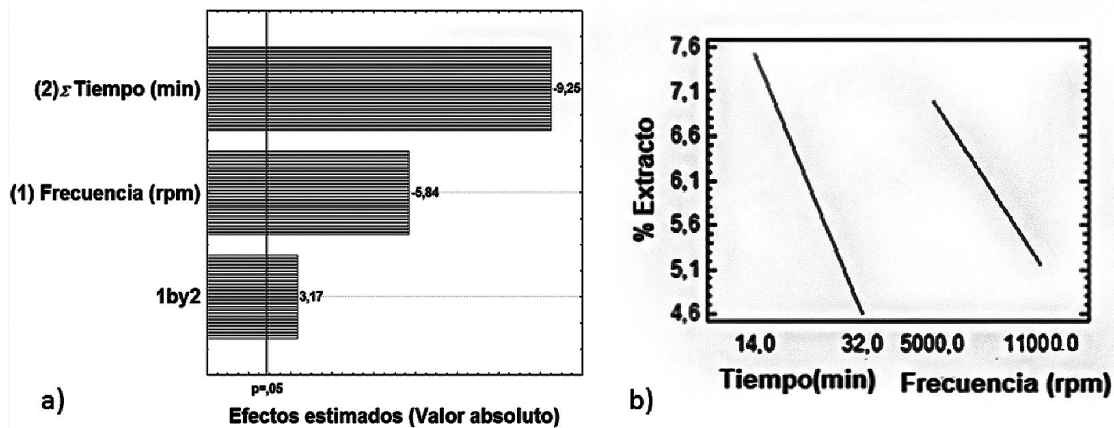 (2)Σ Tiempo (min)
-9,25
(1) Frecuencia (rpm)
-5,84
1by2
3,17
p=,05
Efectos estimados (Valor absoluto)
a)
% Extracto
7,6
7,1
6,6
6,1
5,6
5,1
4,6
14,0
32,0
5000,0
11000.0
Tiempo(min)
Frecuencia (rpm)
b)